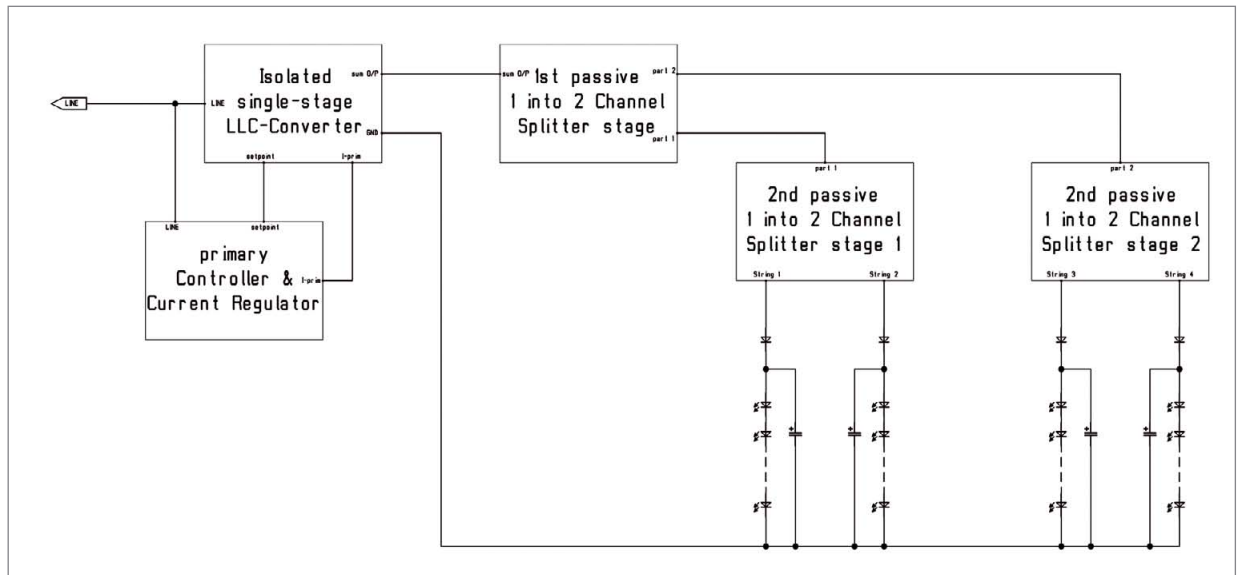 Isolated
single-stage
LLC-Converter
sum O/P
LINE
LINE
GND
setpoint
I-prim
1st passive
1 into 2 Channel
Splitter stage
sum O/P
part 2
part 1
LINE
setpoint
primary
Controller &
Current Regulator
I-prim
part 1
2nd passive
1 into 2 Channel
Splitter stage 1
String 1
String 2
part 2
2nd passive
1 into 2 Channel
Splitter stage 2
String 3
String 4
+
+
+
+